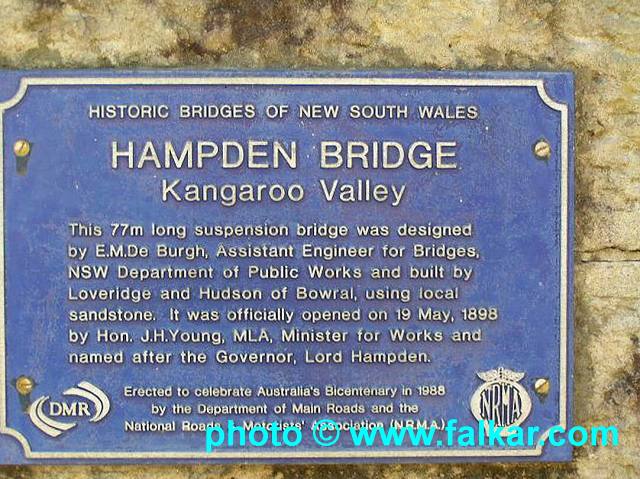 HISTORIC BRIDGES OF NEW SOUTH WALES
HAMPDEN BRIDGE
Kangaroo Valley
This 77m long suspension bridge was designed
by E.M.De Burgh, Assistant Engineer for Bridges,
NSW Department of Public Works and built by
Loveridge and Hudson of Bowral, using local
sandstone. It was officially opened on 19 May, 1898
by Hon. J.H.Young, MLA, Minister for Works and
named after the Governor, Lord Hampden.
Erected to celebrate Australia's Bicentenary in 1988
by the Department of Main Roads and the
National Roads & Motorists' Association (N.R.M.A.)
DMR
NRMA
photo © www.falkar.com